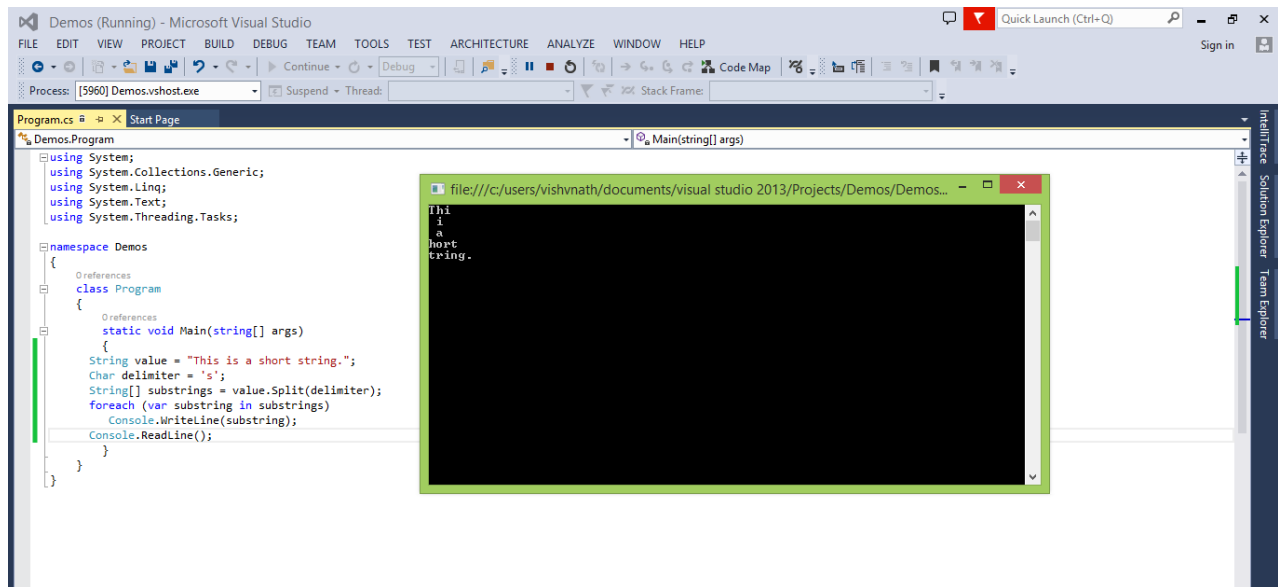 Demos (Running) - Microsoft Visual Studio
Quick Launch (Ctrl+Q)
FILE EDIT VIEW PROJECT BUILD DEBUG TEAM TOOLS TEST ARCHITECTURE ANALYZE WINDOW HELP
Sign in
Continue Debug Code Map
Process: [5960] Demos.vshost.exe Suspend Thread: Stack Frame:
Program.cs Start Page
Demos.Program Main(string[] args)
using System;
using System.Collections.Generic;
using System.Linq;
using System.Text;
using System.Threading.Tasks;
namespace Demos
{
0 references
class Program
{
0 references
static void Main(string[] args)
{
String value = "This is a short string.";
Char delimiter = 's';
String[] substrings = value.Split(delimiter);
foreach (var substring in substrings)
Console.WriteLine(substring);
Console.ReadLine();
}
}
}
file:///c:/users/vishvnath/documents/visual studio 2013/Projects/Demos/Demos...
Thi
i
a
hort
tring.
IntelliTrace
Solution Explorer
Team Explorer